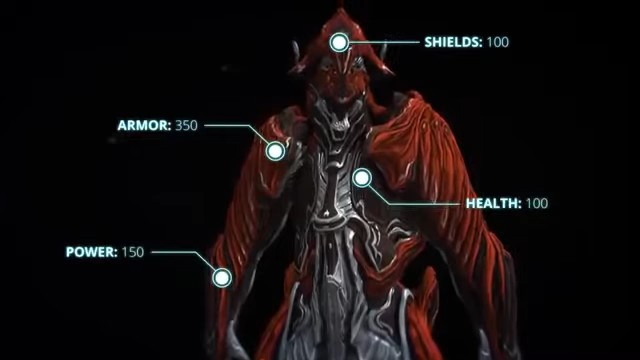 SHIELDS: 100
ARMOR: 350
HEALTH: 100
POWER: 150